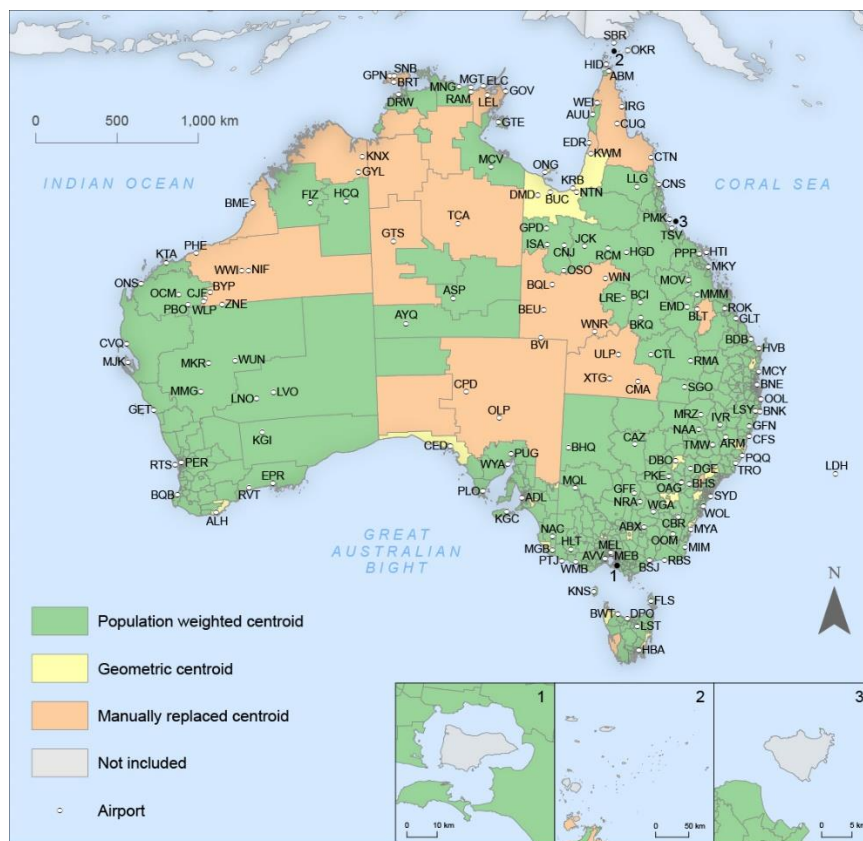 SBR
2
OKR
HID
ABM
GPN
SNB
BRT
MNG
MGT
ELC
RAM
LEL
GOV
DRW
GTE
WEI
AUU
IRG
CUQ
0
500
1,000 km
EDR
KWM
KNX
GYL
MCV
ONG
KRB
NTN
DMD
BUC
CTN
LLG
CNS
INDIAN OCEAN
CORAL SEA
BME
FIZ
HCQ
TCA
PMK
3
TSV
GPD
ISA
JCK
CNJ
RCM
HGD
GTS
PPP
HTI
MKY
KTA
PHE
WWI
NIF
OSO
WIN
MOV
ONS
OCM
CJF
BYP
PBO
WLP
ZNE
ASP
BQL
LRE
BCI
MMM
EMD
BLT
ROK
GLT
AYQ
BEU
WNR
BKQ
BVI
BDB
HVB
CVQ
MJK
MKR
WUN
ULP
CTL
RMA
MCY
BNE
MMG
LNO
LVO
CPD
XTG
CMA
SGO
OOL
GET
OLP
MRZ
IVR
LSY
BNK
NAA
GFN
KGI
CED
PUG
BHQ
CAZ
TMW
ARM
CFS
RTS
PER
WYA
DBO
DGE
PQQ
TRO
LDH
EPR
PLO
MQL
PKE
OAG
BHS
BQB
RVT
ADL
GFF
NRA
WGA
SYD
ALH
KGC
WOL
GREAT
AUSTRALIAN
BIGHT
NAC
ABX
CBR
MYA
HLT
MEL
OOM
MGB
AVV
MEB
MIM
PTJ
WMB
1
BSJ
RBS
N
KNS
FLS
BWT
DPO
LST
HBA
Population weighted centroid
Geometric centroid
Manually replaced centroid
Not included
Airport
1
0
10 km
2
0
50 km
3
0
5 km